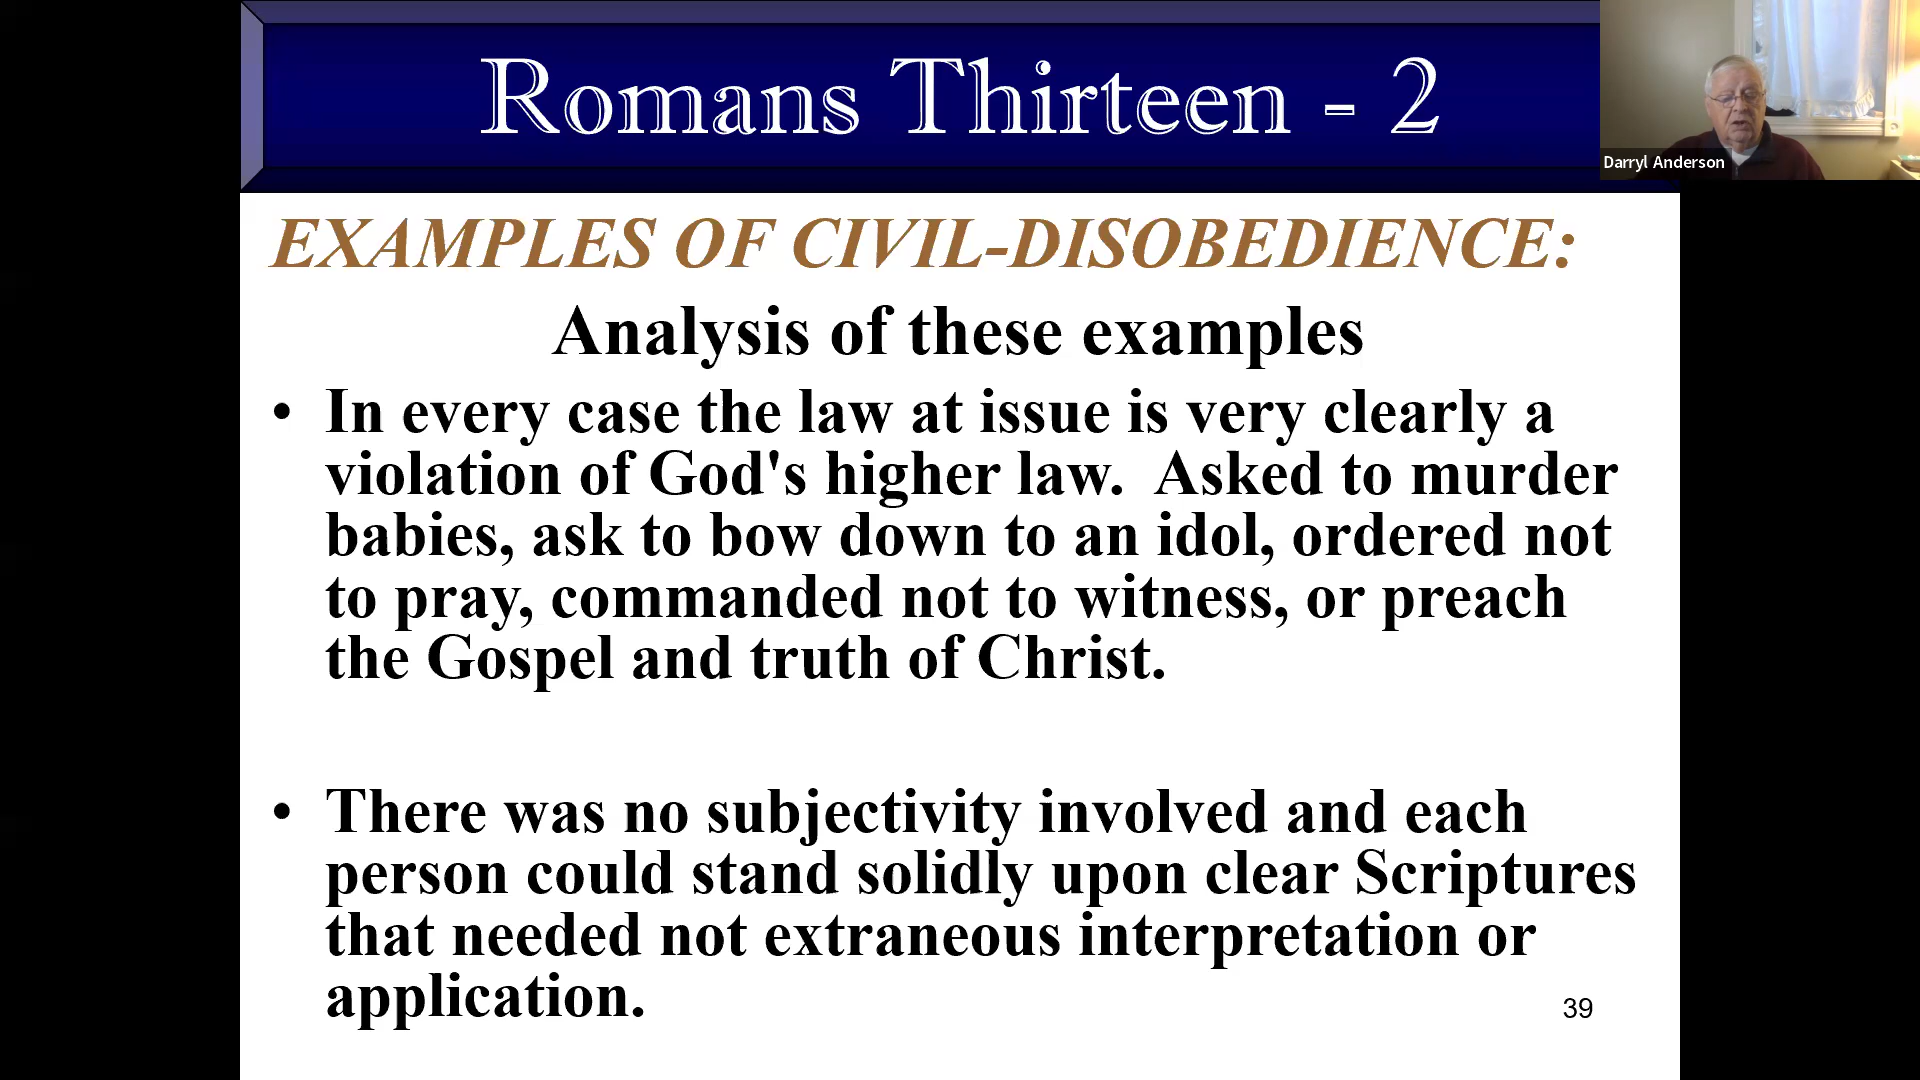 Romans Thirteen - 2
Darryl Anderson
EXAMPLES OF CIVIL-DISOBEDIENCE:
Analysis of these examples
• In every case the law at issue is very clearly a
violation of God's higher law.  Asked to murder
babies, ask to bow down to an idol, ordered not
to pray, commanded not to witness, or preach
the Gospel and truth of Christ.
• There was no subjectivity involved and each
person could stand solidly upon clear Scriptures
that needed not extraneous interpretation or
application.
39